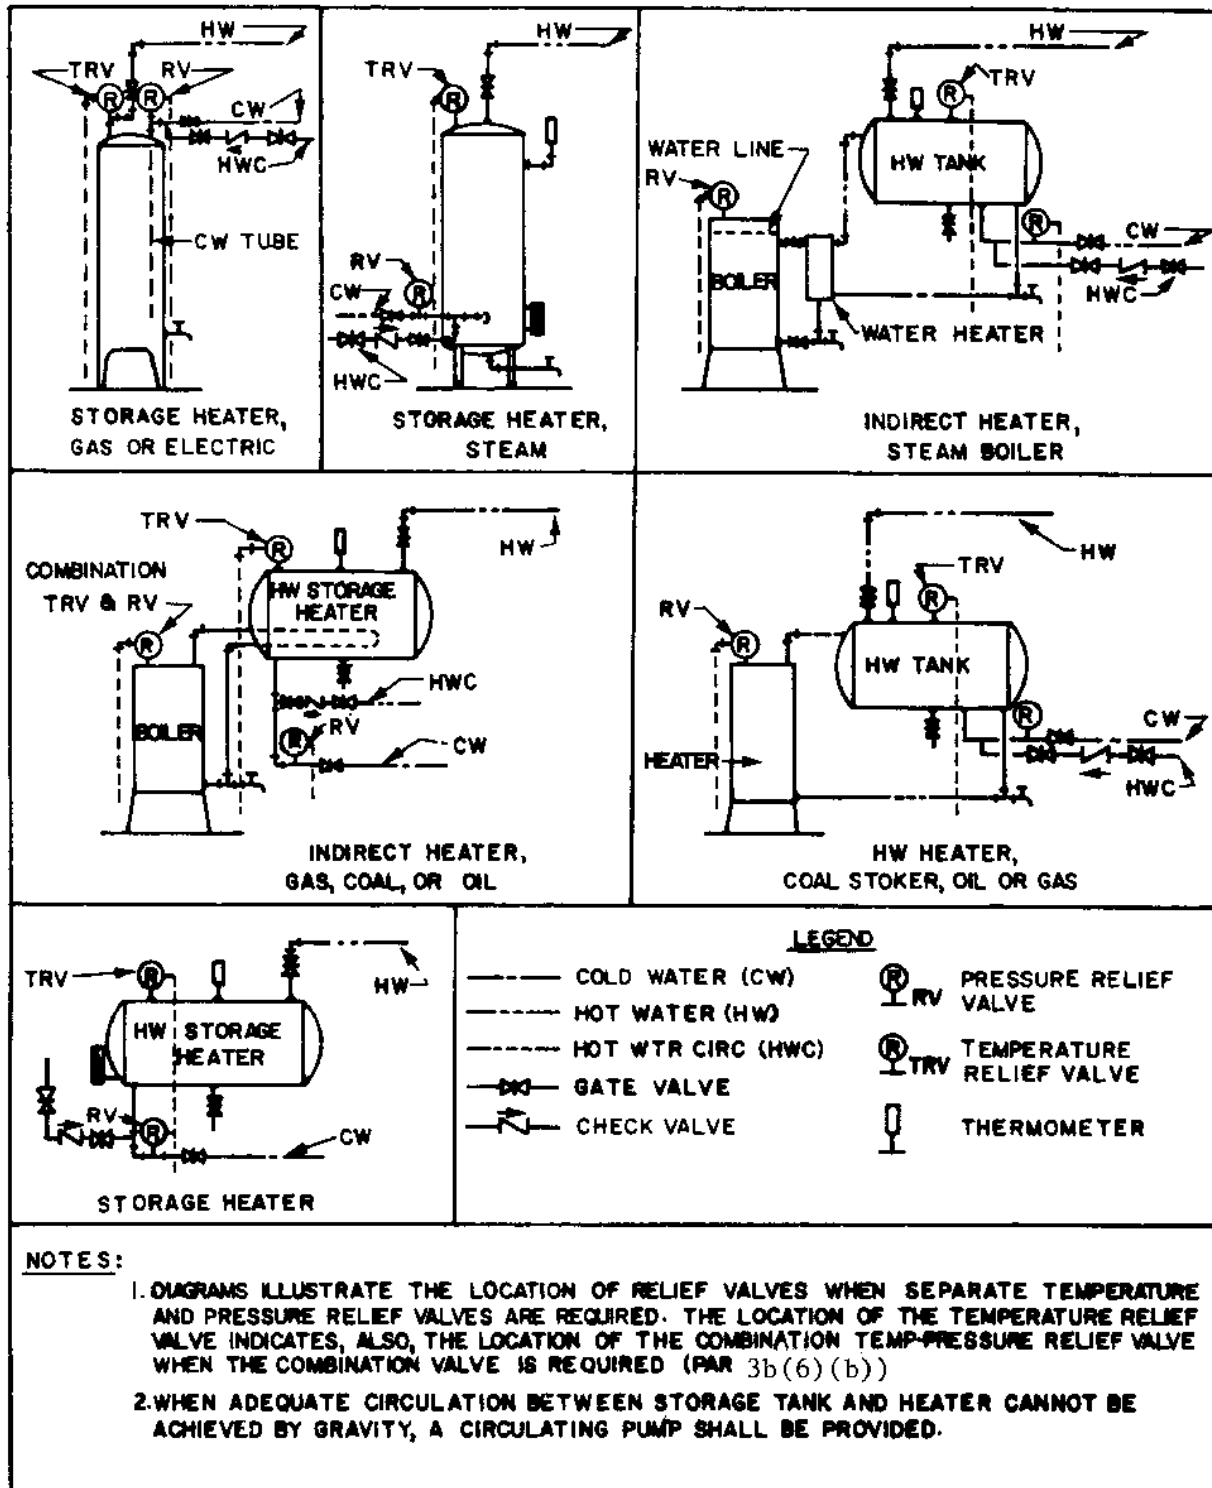 HW
TRV
RV
R
R
CW
HWC
CW TUBE
STORAGE HEATER,
GAS OR ELECTRIC
HW
TRV
R
RV
R
CW
HWC
STORAGE HEATER,
STEAM
HW
TRV
R
WATER LINE
HW TANK
RV
R
R
CW
BOILER
HWC
WATER HEATER
INDIRECT HEATER,
STEAM BOILER
TRV
R
HW
COMBINATION
TRV & RV
HW STORAGE
HEATER
R
HWC
BOILER
R
RV
CW
INDIRECT HEATER,
GAS, COAL, OR OIL
HW
TRV
R
RV
R
HW TANK
R
CW
HEATER
HWC
HW HEATER,
COAL STOKER, OIL OR GAS
TRV
R
HW
HW STORAGE
HEATER
RV
R
CW
STORAGE HEATER
LEGEND
COLD WATER (CW)
HOT WATER (HW)
HOT WTR CIRC (HWC)
GATE VALVE
CHECK VALVE
R
RV
PRESSURE RELIEF
VALVE
R
TRV
TEMPERATURE
RELIEF VALVE
THERMOMETER
NOTES:
1. DIAGRAMS ILLUSTRATE THE LOCATION OF RELIEF VALVES WHEN SEPARATE TEMPERATURE
AND PRESSURE RELIEF VALVES ARE REQUIRED. THE LOCATION OF THE TEMPERATURE RELIEF
VALVE INDICATES, ALSO, THE LOCATION OF THE COMBINATION TEMP-PRESSURE RELIEF VALVE
WHEN THE COMBINATION VALVE IS REQUIRED (PAR 3b(6)(b))
2. WHEN ADEQUATE CIRCULATION BETWEEN STORAGE TANK AND HEATER CANNOT BE
ACHIEVED BY GRAVITY, A CIRCULATING PUMP SHALL BE PROVIDED.